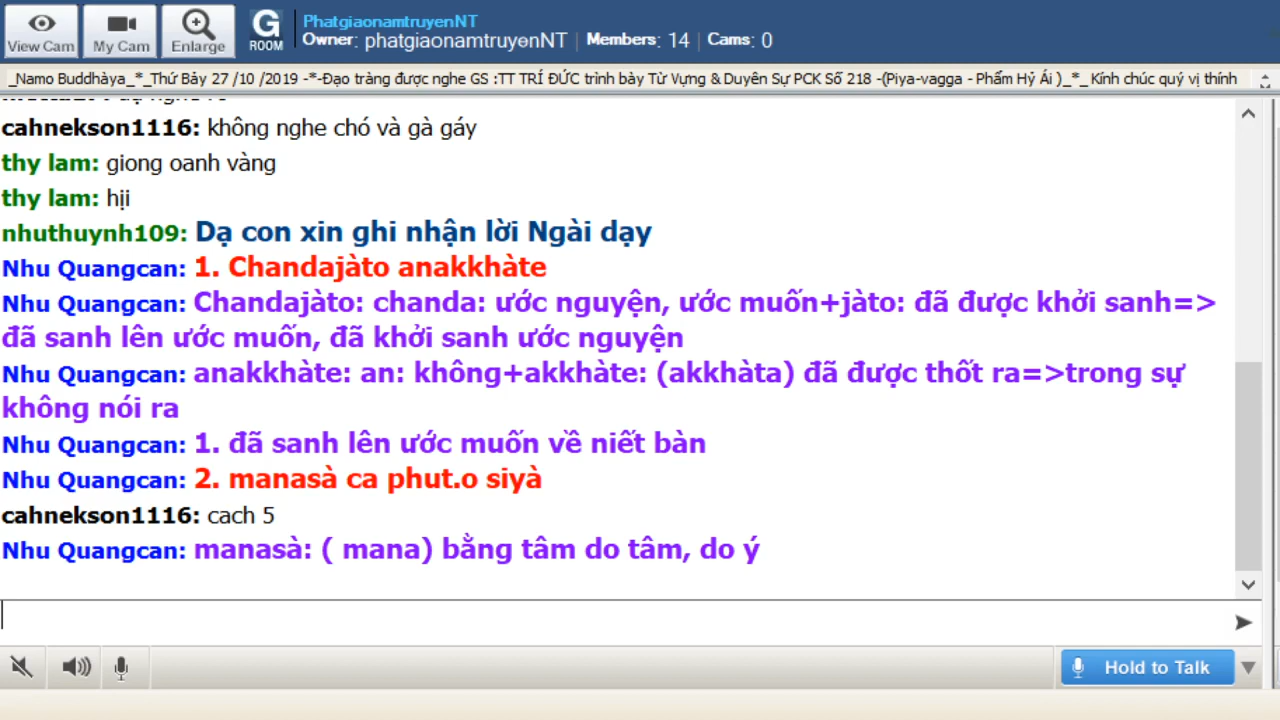 View Cam
My Cam
Enlarge
G
ROOM
PhatgiaonamtruyenNT
Owner: phatgiaonamtruyenNT | Members: 14 | Cams: 0
_Namo Buddhàya_*_Thứ Bảy 27 /10 /2019 -*-Đạo tràng được nghe GS :TT TRÍ ĐỨC trình bày Từ Vựng & Duyên Sự PCK Số 218 -(Piya-vagga - Phẩm Hỷ Ái )_*_ Kính chúc quý vị thính
cahnekson1116: không nghe chó và gà gáy
thy lam: giong oanh vàng
thy lam: hịi
nhuthuynh109: Dạ con xin ghi nhận lời Ngài dạy
Nhu Quangcan: 1. Chandajàto anakkhàte
Nhu Quangcan: Chandajàto: chanda: ước nguyện, ước muốn+jàto: đã được khởi sanh=>
đã sanh lên ước muốn, đã khởi sanh ước nguyện
Nhu Quangcan: anakkhàte: an: không+akkhàte: (akkhàta) đã được thốt ra=>trong sự
không nói ra
Nhu Quangcan: 1. đã sanh lên ước muốn về niết bàn
Nhu Quangcan: 2. manasà ca phut.o siyà
cahnekson1116: cach 5
Nhu Quangcan: manasà: ( mana) bằng tâm do tâm, do ý
Hold to Talk